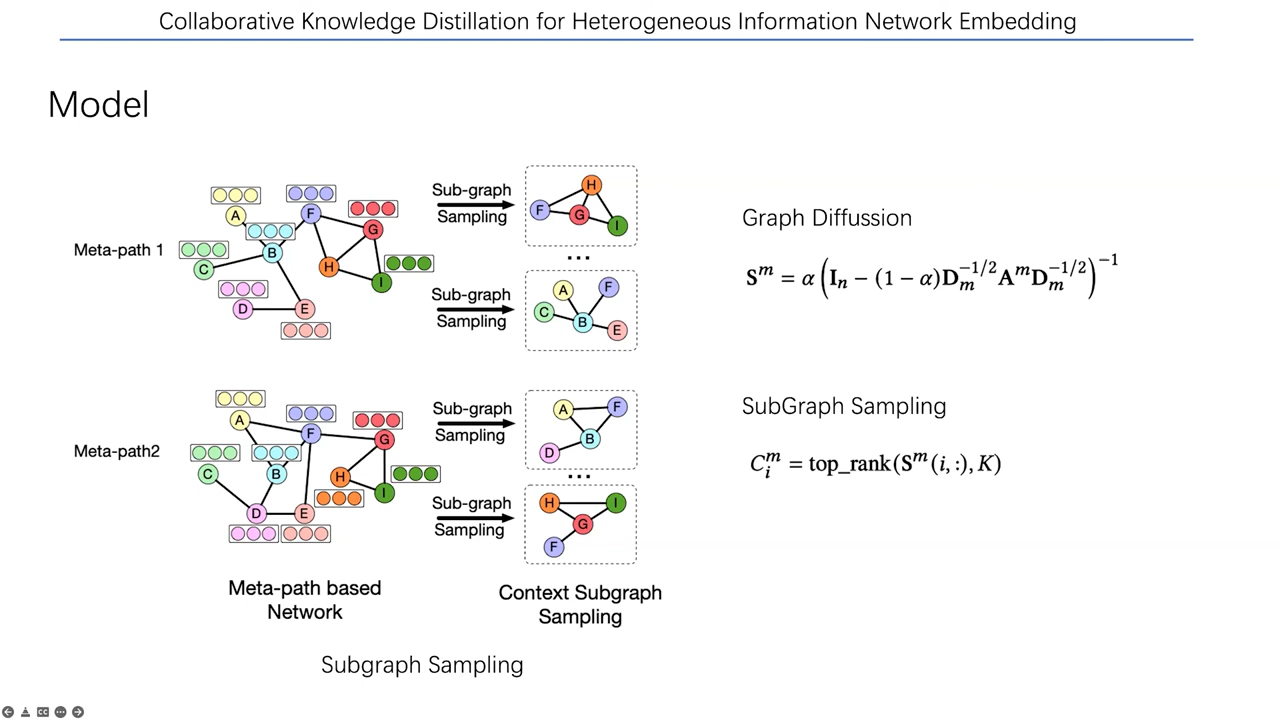 Collaborative Knowledge Distillation for Heterogeneous Information Network Embedding
Model
Meta-path 1
A
B
C
D
E
F
G
H
I
Sub-graph
Sampling
H
F
G
I
...
Sub-graph
Sampling
A
F
C
B
E
Graph Diffussion
S^m = α (I_n − (1 − α)D_m^{−1/2} A^m D_m^{−1/2})^{−1}
Meta-path2
A
B
C
D
E
F
G
H
I
Sub-graph
Sampling
A
F
B
D
...
Sub-graph
Sampling
H
I
G
F
SubGraph Sampling
C_i^m = top_rank(S^m(i, :), K)
Meta-path based
Network
Context Subgraph
Sampling
Subgraph Sampling
CC